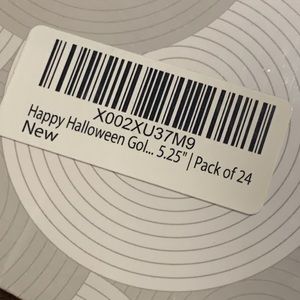 X002XU37M9
Happy Halloween Gol... 5.25" | Pack of 24
New